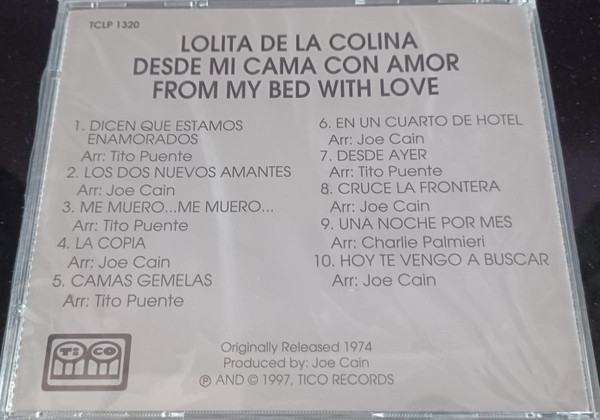 TCLP 1320
LOLITA DE LA COLINA
DESDE MI CAMA CON AMOR
FROM MY BED WITH LOVE
1. DICEN QUE ESTAMOS
ENAMORADOS
Arr: Tito Puente
2. LOS DOS NUEVOS AMANTES
Arr: Joe Cain
3. ME MUERO...ME MUERO...
Arr: Tito Puente
4. LA COPIA
Arr: Joe Cain
5. CAMAS GEMELAS
Arr: Tito Puente
6. EN UN CUARTO DE HOTEL
Arr: Joe Cain
7. DESDE AYER
Arr: Tito Puente
8. CRUCE LA FRONTERA
Arr: Joe Cain
9. UNA NOCHE POR MES
Arr: Charlie Palmieri
10. HOY TE VENGO A BUSCAR
Arr: Joe Cain
TICO
Originally Released 1974
Produced by: Joe Cain
℗ AND © 1997, TICO RECORDS